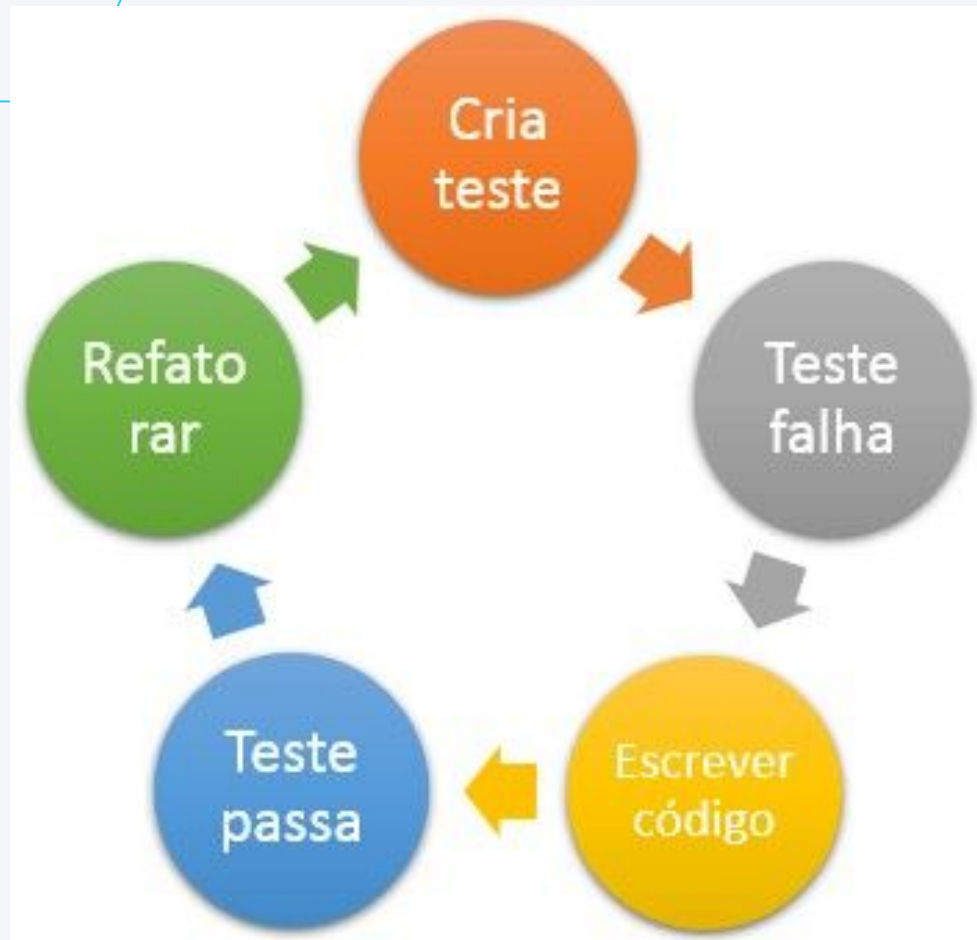 Cria
teste
Teste
falha
Escrever
código
Teste
passa
Refato
rar